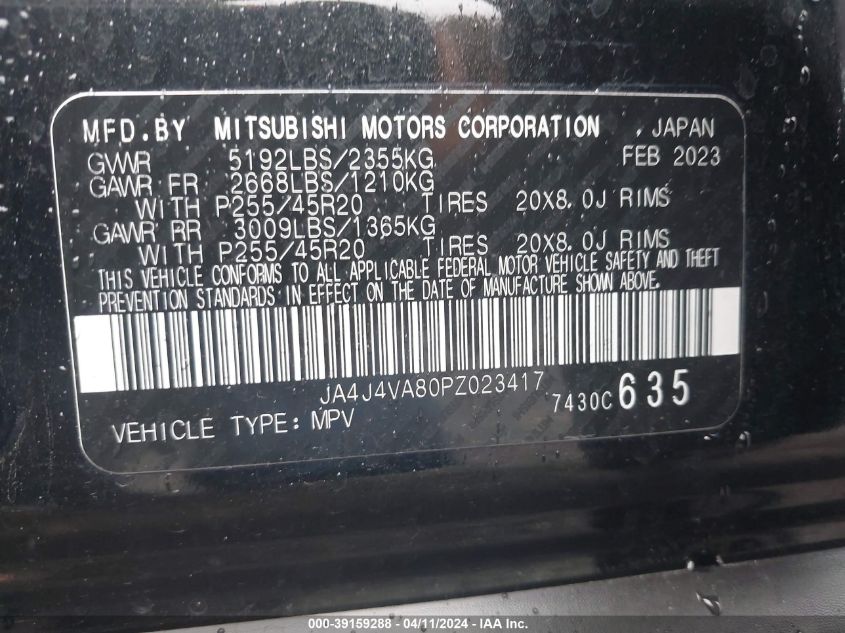 MFD.BY MITSUBISHI MOTORS CORPORATION , JAPAN
GVWR 5192LBS/2355KG FEB 2023
GAWR FR 2668LBS/1210KG
WITH P255/45R20 TIRES 20X8.0J RIMS
GAWR RR 3009LBS/1365KG
WITH P255/45R20 TIRES 20X8.0J RIMS
THIS VEHICLE CONFORMS TO ALL APPLICABLE FEDERAL MOTOR VEHICLE SAFETY AND THEFT
PREVENTION STANDARDS IN EFFECT ON THE DATE OF MANUFACTURE SHOWN ABOVE.
JA4J4VA80PZ023417
7430C 635
VEHICLE TYPE: MPV
000-39159288 - 04/11/2024 - IAA Inc.